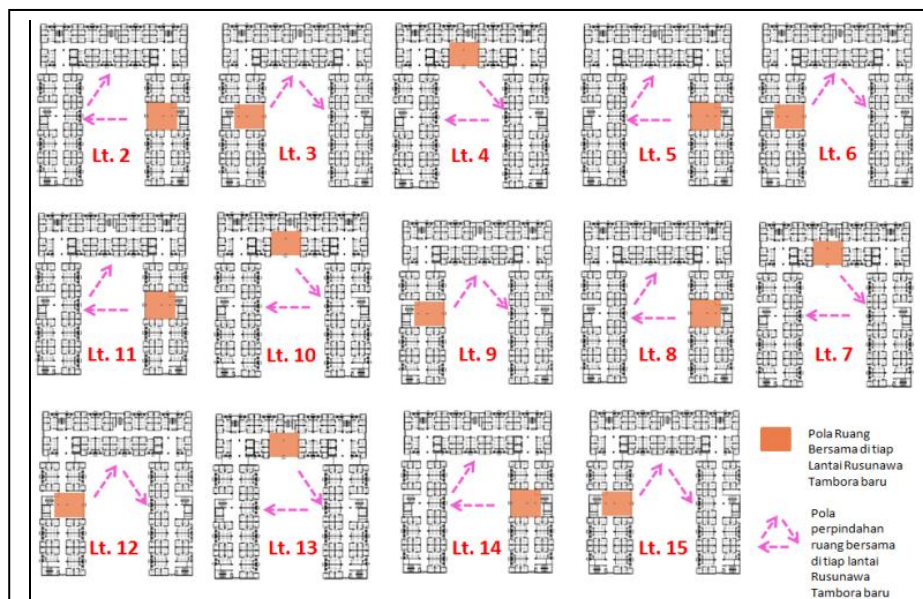 Lt. 2
Lt. 3
Lt. 4
Lt. 5
Lt. 6
Lt. 11
Lt. 10
Lt. 9
Lt. 8
Lt. 7
Lt. 12
Lt. 13
Lt. 14
Lt. 15
Pola Ruang
Bersama di tiap
Lantai Rusunawa
Tambora baru
Pola
perpindahan
ruang bersama
di tiap lantai
Rusunawa
Tambora baru